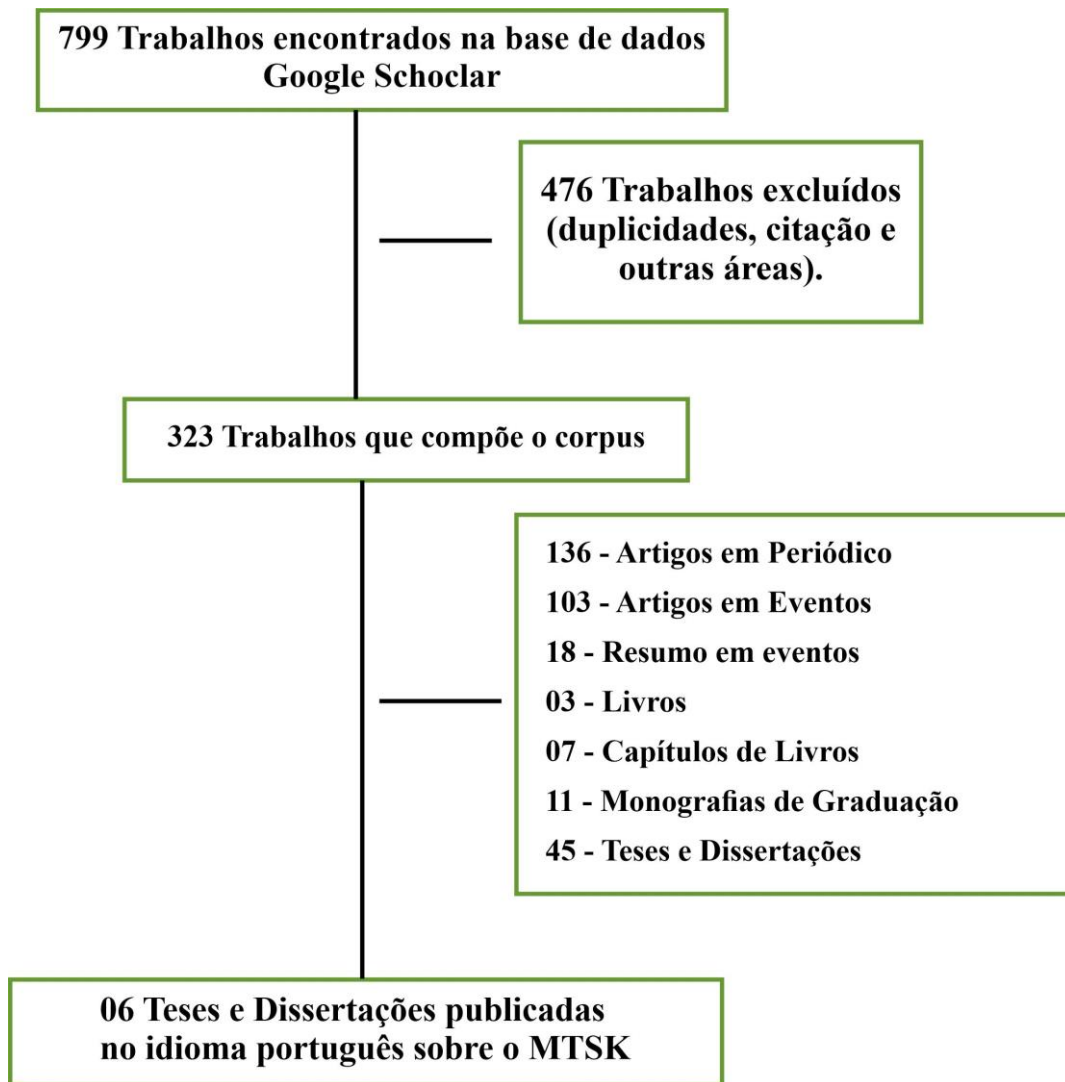 799 Trabalhos encontrados na base de dados
Google Schoclar
476 Trabalhos excluídos
(duplicidades, citação e
outras áreas).
323 Trabalhos que compõe o corpus
136 - Artigos em Periódico
103 - Artigos em Eventos
18 - Resumo em eventos
03 - Livros
07 - Capítulos de Livros
11 - Monografias de Graduação
45 - Teses e Dissertações
06 Teses e Dissertações publicadas
no idioma português sobre o MTSK